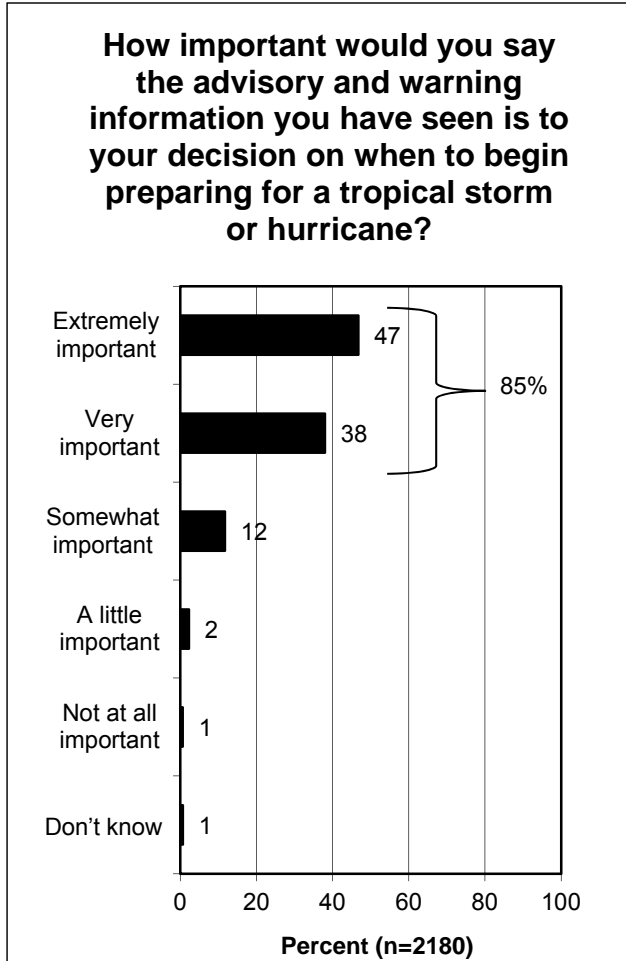 How important would you say
the advisory and warning
information you have seen is to
your decision on when to begin
preparing for a tropical storm
or hurricane?
Extremely
important
47
85%
Very
important
38
Somewhat
important
12
A little
important
2
Not at all
important
1
Don't know
1
0 20 40 60 80 100
Percent (n=2180)